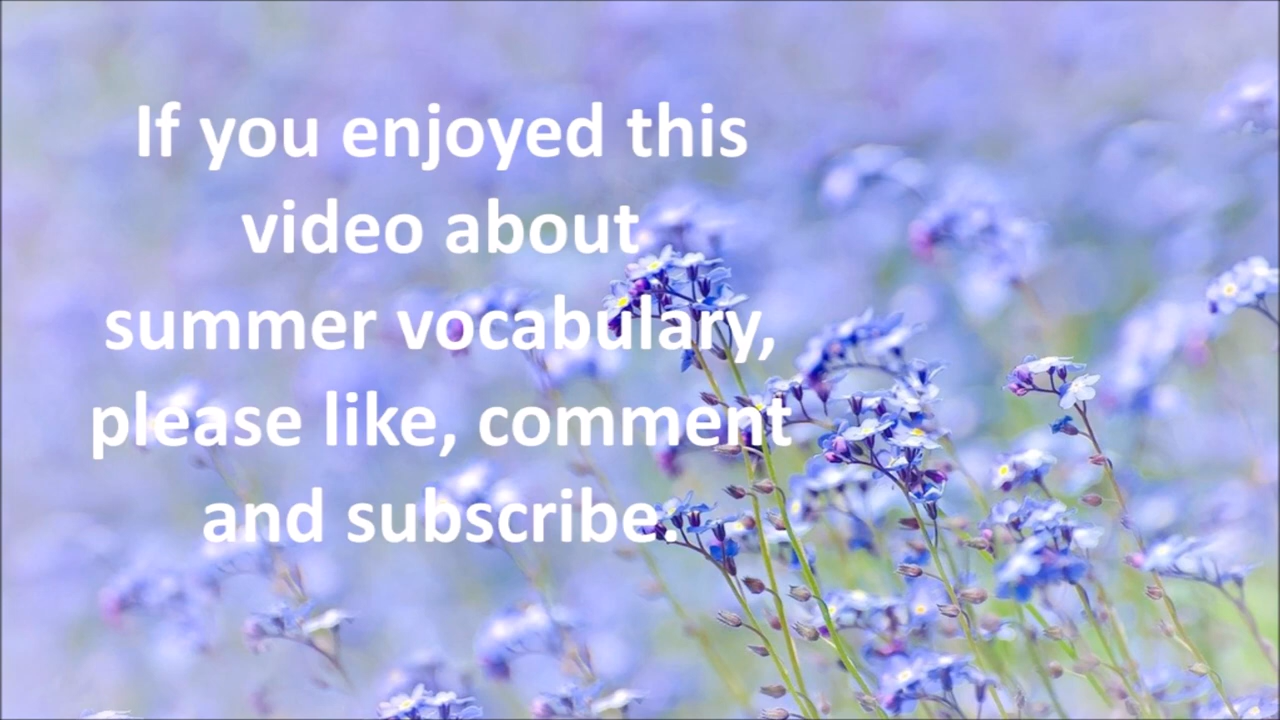 If you enjoyed this
video about
summer vocabulary,
please like, comment
and subscribe.